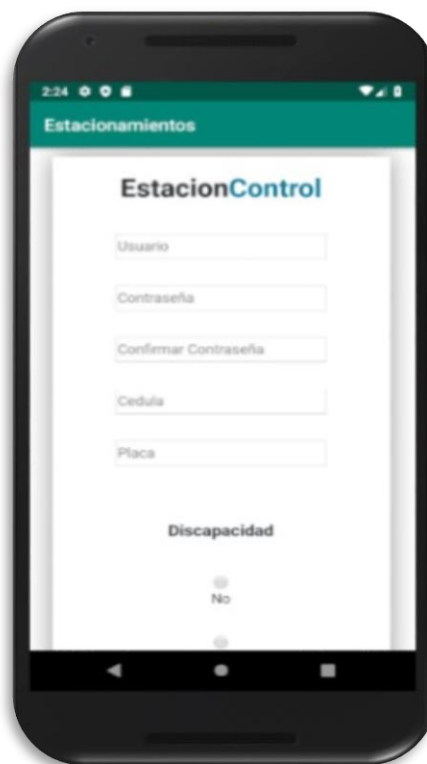 2:24
Estacionamientos
EstacionControl
Usuario
Contraseña
Confirmar Contraseña
Cedula
Placa
Discapacidad
No